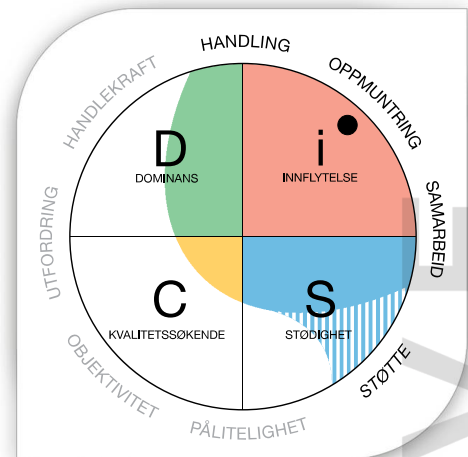 HANDLING
HANDLEKRAFT
OPPMUNTRING
D
DOMINANS
i
INNFLYTELSE
UTFORDRING
SAMARBEID
C
KVALITETSSØKENDE
S
STØDIGHET
OBJEKTIVITET
STØTTE
PÅLITELIGHET